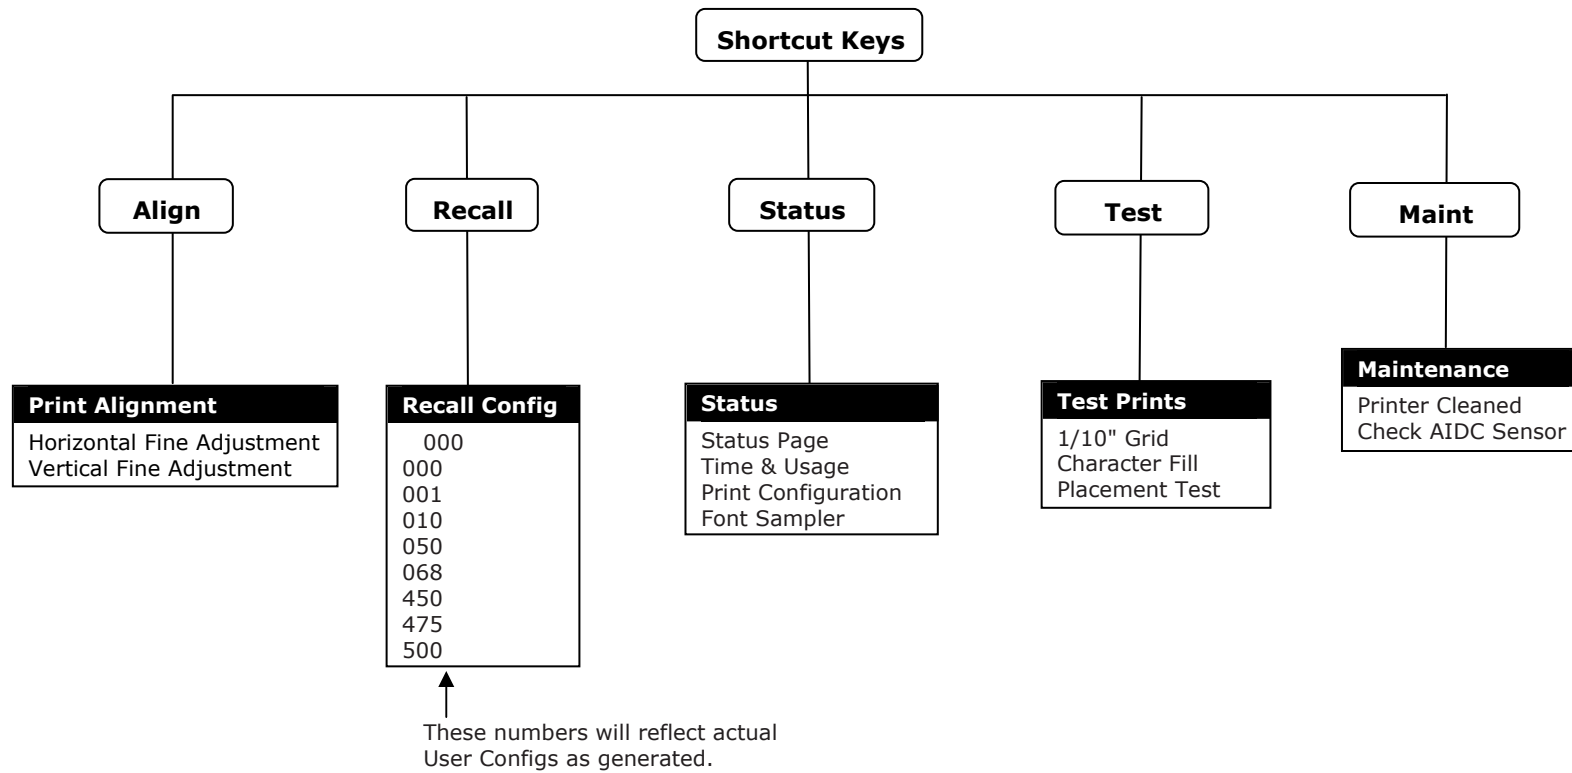 Shortcut Keys
Align
Recall
Status
Test
Maint
Print Alignment
Horizontal Fine Adjustment
Vertical Fine Adjustment
Recall Config
000
000
001
010
050
068
450
475
500
These numbers will reflect actual
User Configs as generated.
Status
Status Page
Time & Usage
Print Configuration
Font Sampler
Test Prints
1/10" Grid
Character Fill
Placement Test
Maintenance
Printer Cleaned
Check AIDC Sensor